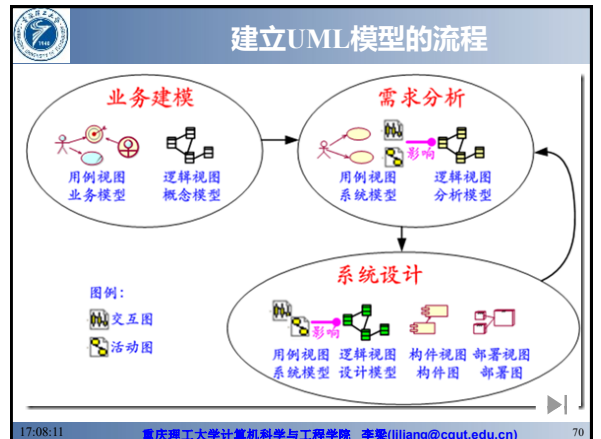 建立UML模型的流程
业务建模
用例视图 逻辑视图
业务模型 概念模型
需求分析
影响
用例视图 逻辑视图
系统模型 分析模型
系统设计
影响
用例视图 逻辑视图 构件视图 部署视图
系统模型 设计模型 构件图 部署图
图例:
交互图
活动图
17:08:11 重庆理工大学计算机科学与工程学院 李梁(liliang@cqut.edu.cn) 70